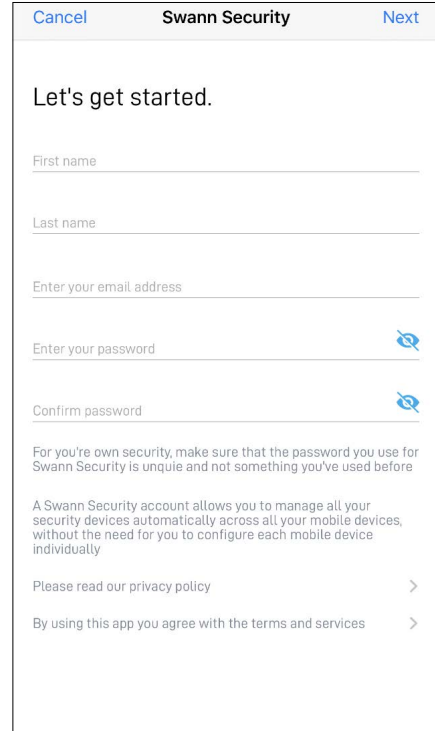 Cancel Swann Security Next
Let's get started.
First name
Last name
Enter your email address
Enter your password
Confirm password
For you're own security, make sure that the password you use for
Swann Security is unquie and not something you've used before
A Swann Security account allows you to manage all your
security devices automatically across all your mobile devices,
without the need for you to configure each mobile device
individually
Please read our privacy policy
By using this app you agree with the terms and services